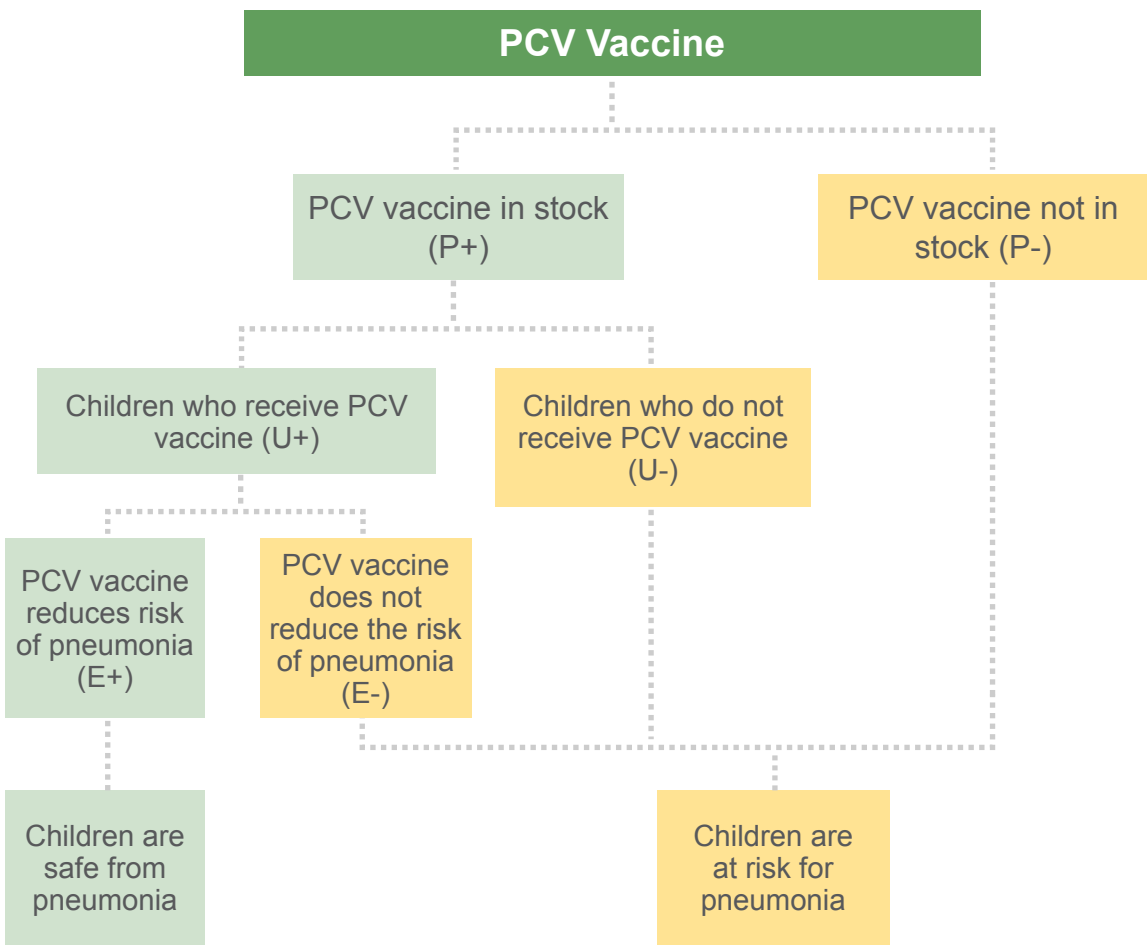 PCV Vaccine
PCV vaccine in stock
(P+)
PCV vaccine not in
stock (P-)
Children who receive PCV
vaccine (U+)
Children who do not
receive PCV vaccine
(U-)
PCV vaccine
reduces risk
of pneumonia
(E+)
PCV vaccine
does not
reduce the risk
of pneumonia
(E-)
Children are
safe from
pneumonia
Children are
at risk for
pneumonia